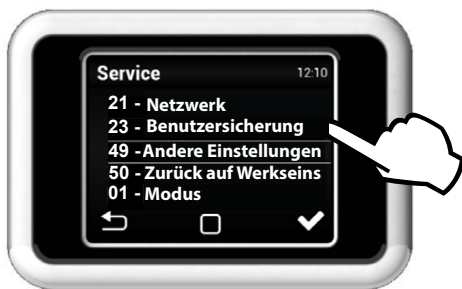 Service 12:10
21 - Netzwerk
23 - Benutzersicherung
49 - Andere Einstellungen
50 - Zurück auf Werkseins
01 - Modus